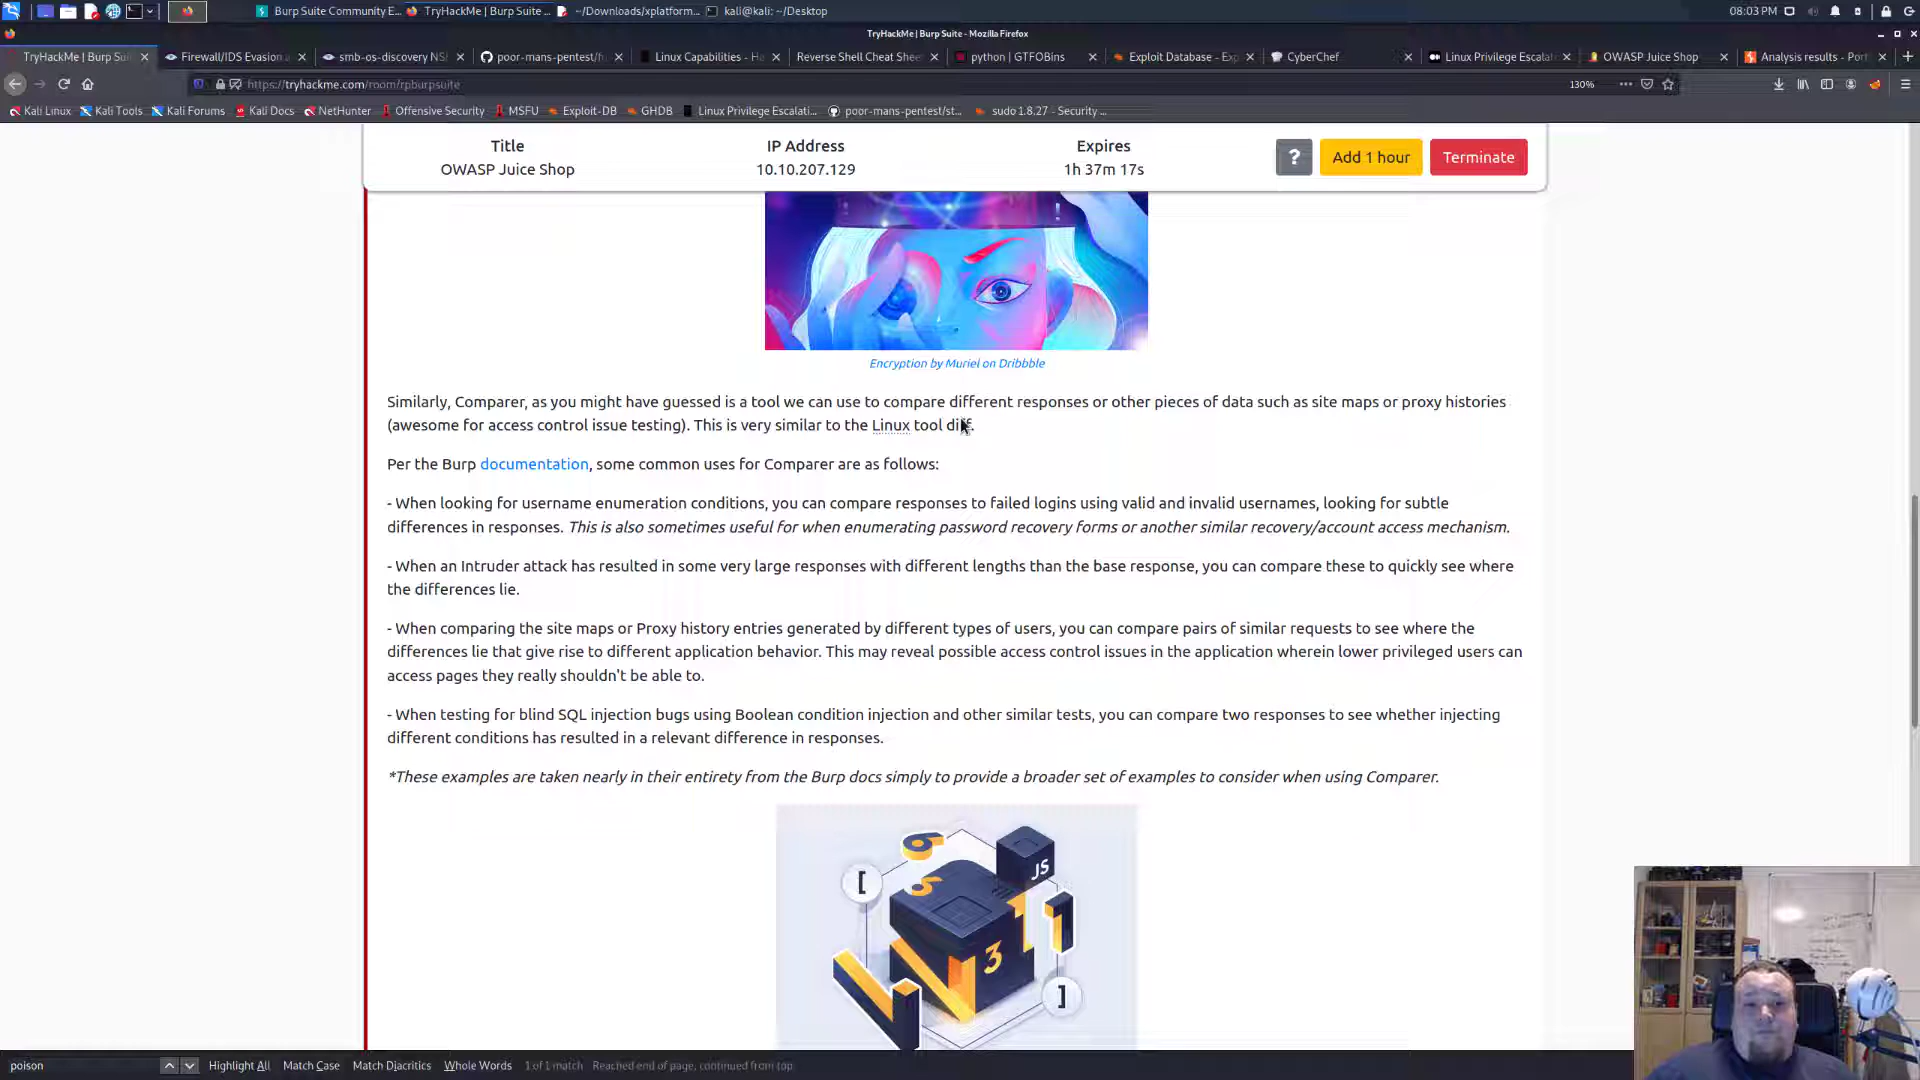 Burp Suite Community E...
TryHackMe | Burp Suite ...
~/Downloads/xplatform...
kali@kali: ~/Desktop
08:03 PM
TryHackMe | Burp Suite - Mozilla Firefox
TryHackMe | Burp Suit
Firewall/IDS Evasion a
smb-os-discovery NSE
poor-mans-pentest/h
Linux Capabilities - Ha
Reverse Shell Cheat Shee
python | GTFOBins
Exploit Database - Exp
CyberChef
Linux Privilege Escalat
OWASP Juice Shop
Analysis results - Port
https://tryhackme.com/room/rpburpsuite
130%
Kali Linux
Kali Tools
Kali Forums
Kali Docs
NetHunter
Offensive Security
MSFU
Exploit-DB
GHDB
Linux Privilege Escalati...
poor-mans-pentest/st...
sudo 1.8.27 - Security ...
Title
IP Address
Expires
OWASP Juice Shop
10.10.207.129
1h 37m 17s
?
Add 1 hour
Terminate
Encryption by Muriel on Dribbble
Similarly, Comparer, as you might have guessed is a tool we can use to compare different responses or other pieces of data such as site maps or proxy histories
(awesome for access control issue testing). This is very similar to the Linux tool diff.
Per the Burp documentation, some common uses for Comparer are as follows:
- When looking for username enumeration conditions, you can compare responses to failed logins using valid and invalid usernames, looking for subtle
differences in responses. This is also sometimes useful for when enumerating password recovery forms or another similar recovery/account access mechanism.
- When an Intruder attack has resulted in some very large responses with different lengths than the base response, you can compare these to quickly see where
the differences lie.
- When comparing the site maps or Proxy history entries generated by different types of users, you can compare pairs of similar requests to see where the
differences lie that give rise to different application behavior. This may reveal possible access control issues in the application wherein lower privileged users can
access pages they really shouldn't be able to.
- When testing for blind SQL injection bugs using Boolean condition injection and other similar tests, you can compare two responses to see whether injecting
different conditions has resulted in a relevant difference in responses.
*These examples are taken nearly in their entirety from the Burp docs simply to provide a broader set of examples to consider when using Comparer.
JS
[
3
]
poison
Highlight All
Match Case
Match Diacritics
Whole Words
1 of 1 match
Reached end of page, continued from top